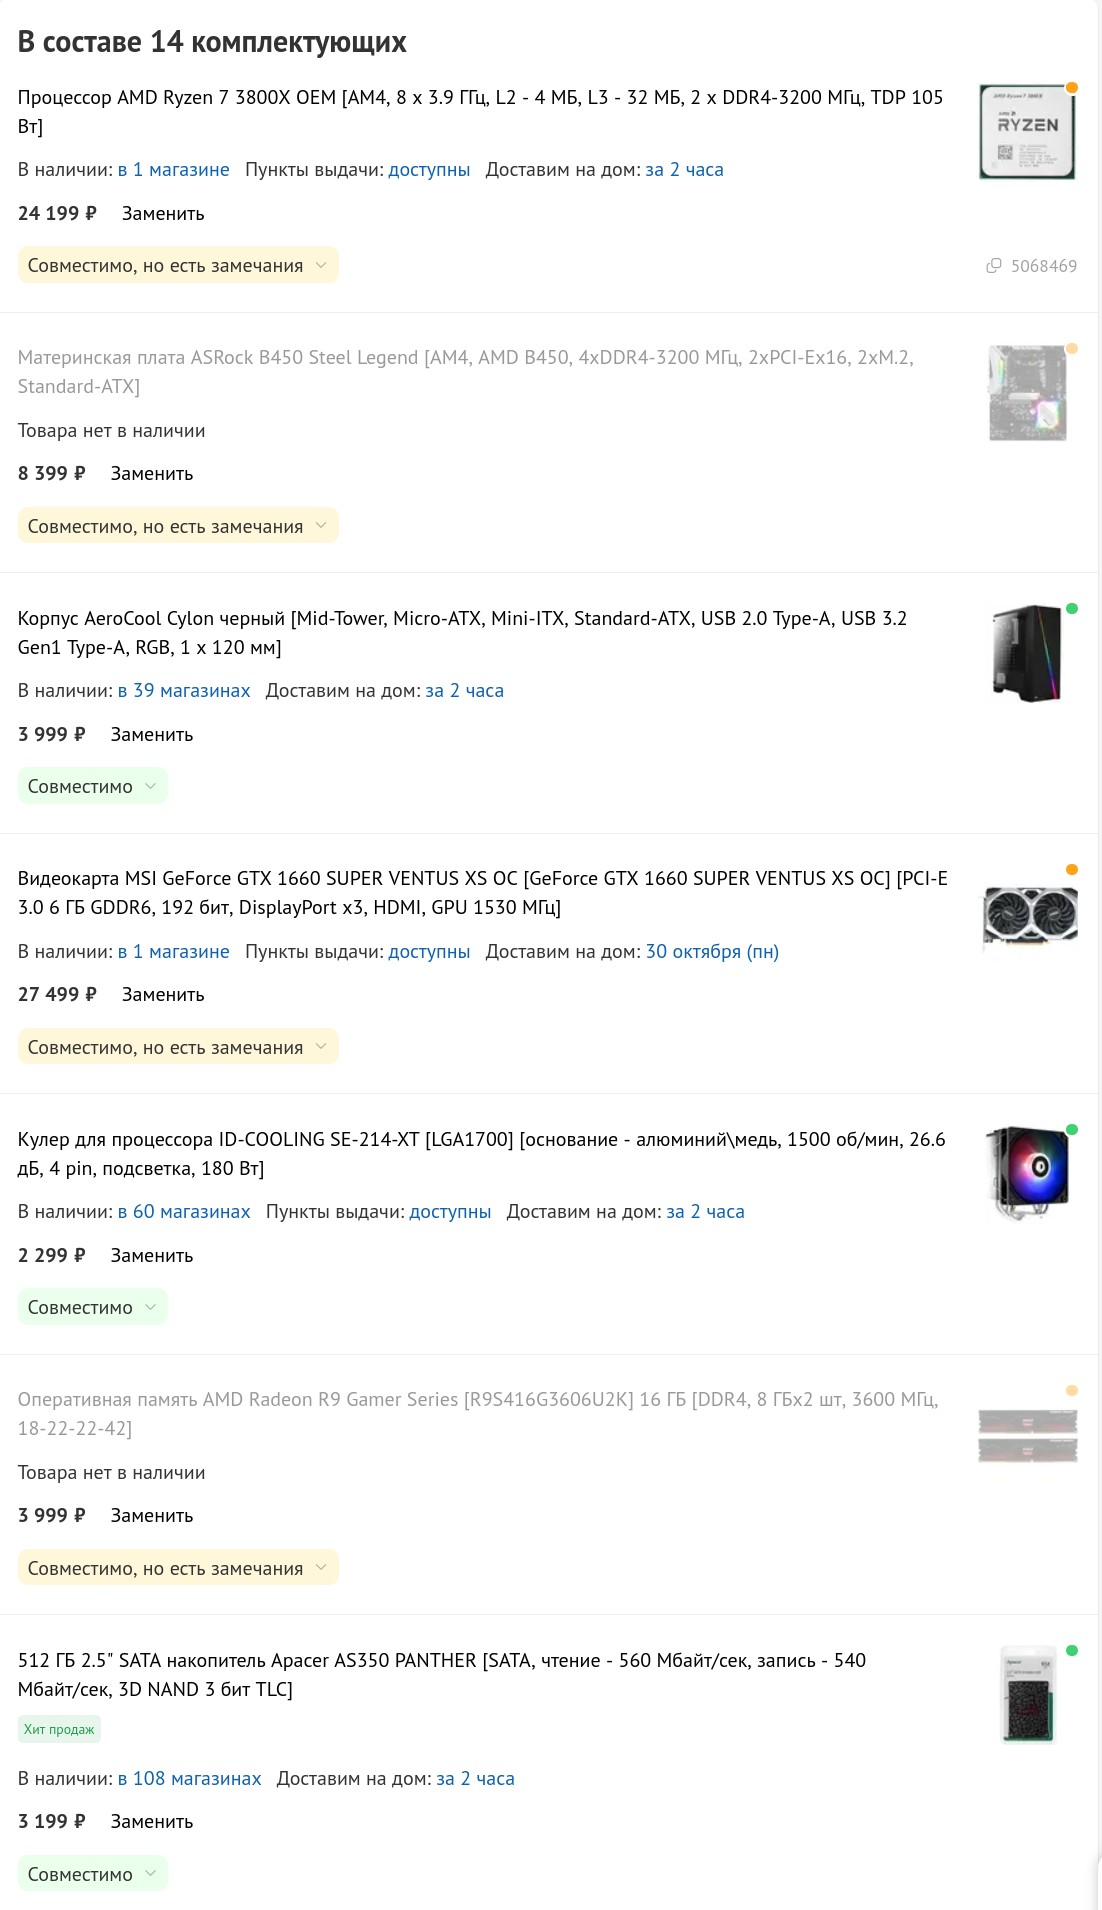 В составе 14 комплектующих
Процессор AMD Ryzen 7 3800X OEM [AM4, 8 x 3.9 ГГц, L2 - 4 МБ, L3 - 32 МБ, 2 x DDR4-3200 МГц, TDP 105
Вт]
AMD Ryzen 7 3800X
RYZEN
В наличии: в 1 магазине Пункты выдачи: доступны Доставим на дом: за 2 часа
24 199 ₽ Заменить
Совместимо, но есть замечания
5068469
Материнская плата ASRock B450 Steel Legend [AM4, AMD B450, 4xDDR4-3200 МГц, 2xPCI-Ex16, 2xM.2,
Standard-ATX]
Товара нет в наличии
8 399 ₽ Заменить
Совместимо, но есть замечания
Корпус AeroCool Cylon черный [Mid-Tower, Micro-ATX, Mini-ITX, Standard-ATX, USB 2.0 Type-A, USB 3.2
Gen1 Type-A, RGB, 1 x 120 мм]
В наличии: в 39 магазинах Доставим на дом: за 2 часа
3 999 ₽ Заменить
Совместимо
Видеокарта MSI GeForce GTX 1660 SUPER VENTUS XS OC [GeForce GTX 1660 SUPER VENTUS XS OC] [PCI-E
3.0 6 ГБ GDDR6, 192 бит, DisplayPort x3, HDMI, GPU 1530 МГц]
В наличии: в 1 магазине Пункты выдачи: доступны Доставим на дом: 30 октября (пн)
27 499 ₽ Заменить
Совместимо, но есть замечания
Кулер для процессора ID-COOLING SE-214-XT [LGA1700] [основание - алюминий\медь, 1500 об/мин, 26.6
дБ, 4 pin, подсветка, 180 Вт]
В наличии: в 60 магазинах Пункты выдачи: доступны Доставим на дом: за 2 часа
2 299 ₽ Заменить
Совместимо
Оперативная память AMD Radeon R9 Gamer Series [R9S416G3606U2K] 16 ГБ [DDR4, 8 ГБx2 шт, 3600 МГц,
18-22-22-42]
Товара нет в наличии
3 999 ₽ Заменить
Совместимо, но есть замечания
512 ГБ 2.5" SATA накопитель Apacer AS350 PANTHER [SATA, чтение - 560 Мбайт/сек, запись - 540
Мбайт/сек, 3D NAND 3 бит TLC]
Хит продаж
В наличии: в 108 магазинах Доставим на дом: за 2 часа
3 199 ₽ Заменить
Совместимо